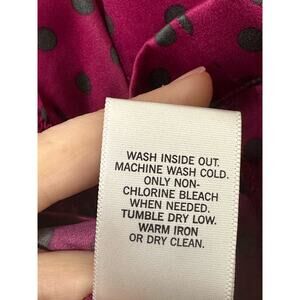 WASH INSIDE OUT.
MACHINE WASH COLD.
ONLY NON-
CHLORINE BLEACH
WHEN NEEDED.
TUMBLE DRY LOW.
WARM IRON
OR DRY CLEAN.